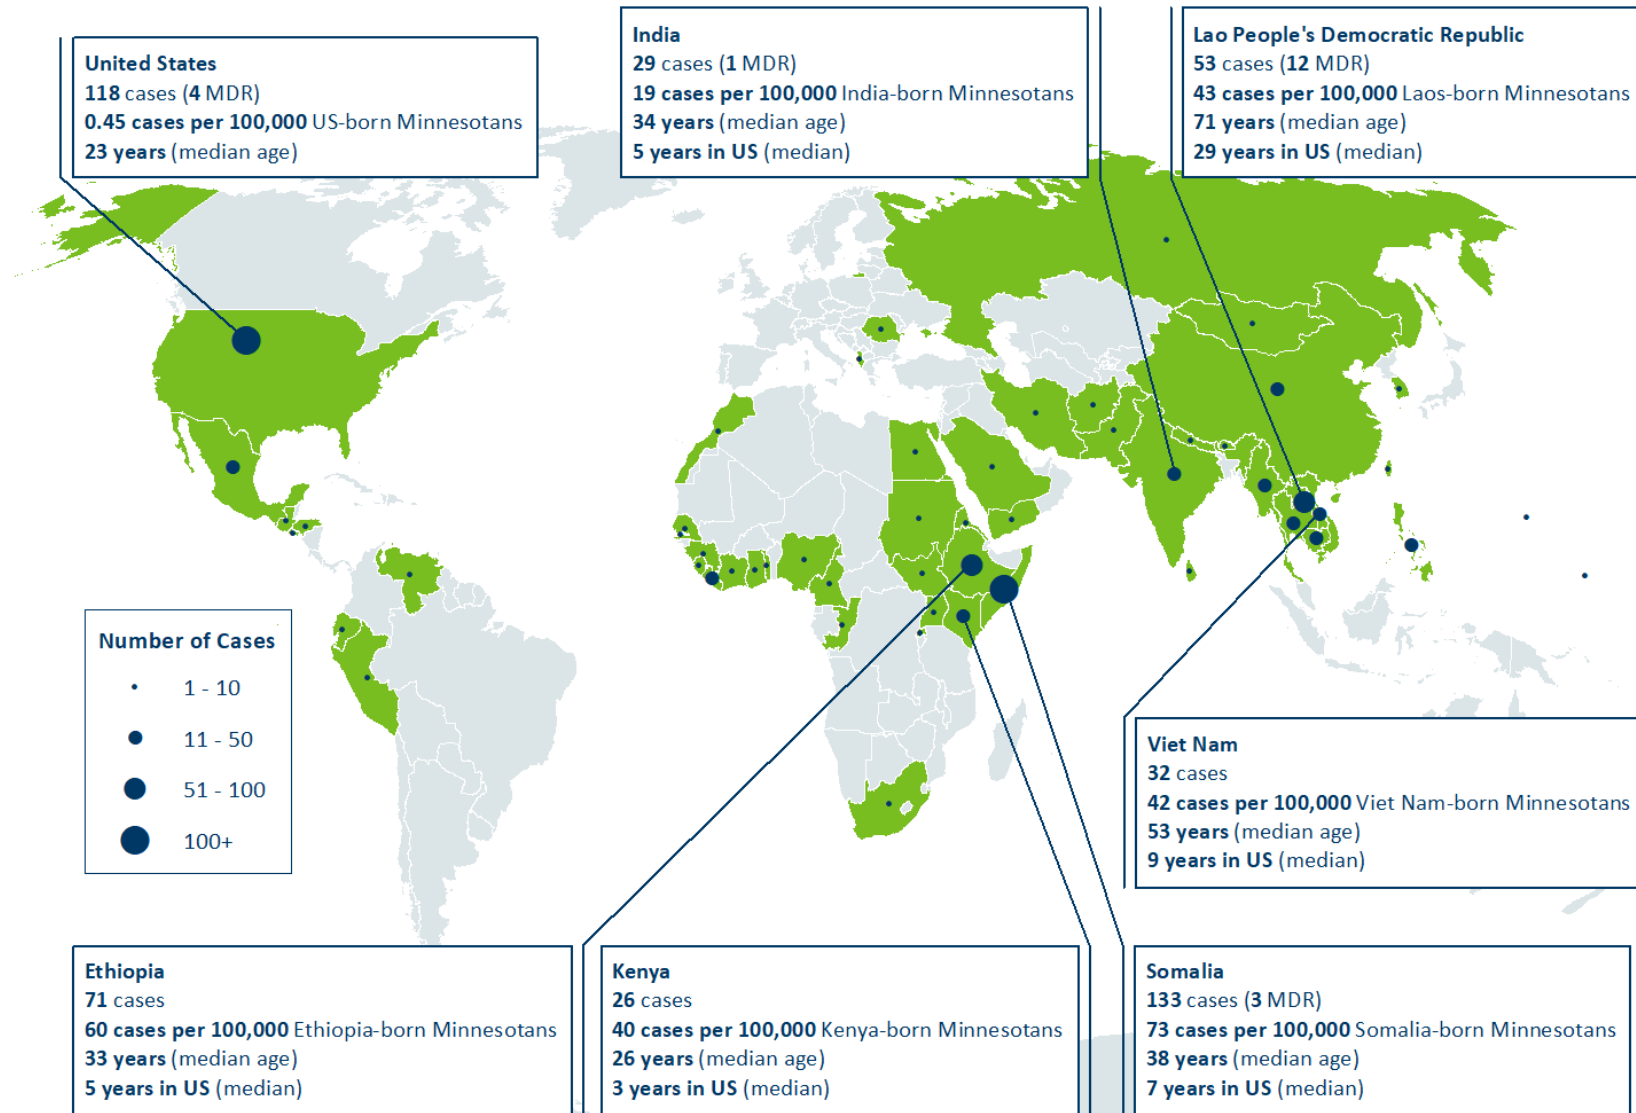 United States
118 cases (4 MDR)
0.45 cases per 100,000 US-born Minnesotans
23 years (median age)
India
29 cases (1 MDR)
19 cases per 100,000 India-born Minnesotans
34 years (median age)
5 years in US (median)
Lao People's Democratic Republic
53 cases (12 MDR)
43 cases per 100,000 Laos-born Minnesotans
71 years (median age)
29 years in US (median)
Number of Cases
1 - 10
11 - 50
51 - 100
100+
Viet Nam
32 cases
42 cases per 100,000 Viet Nam-born Minnesotans
53 years (median age)
9 years in US (median)
Ethiopia
71 cases
60 cases per 100,000 Ethiopia-born Minnesotans
33 years (median age)
5 years in US (median)
Kenya
26 cases
40 cases per 100,000 Kenya-born Minnesotans
26 years (median age)
3 years in US (median)
Somalia
133 cases (3 MDR)
73 cases per 100,000 Somalia-born Minnesotans
38 years (median age)
7 years in US (median)